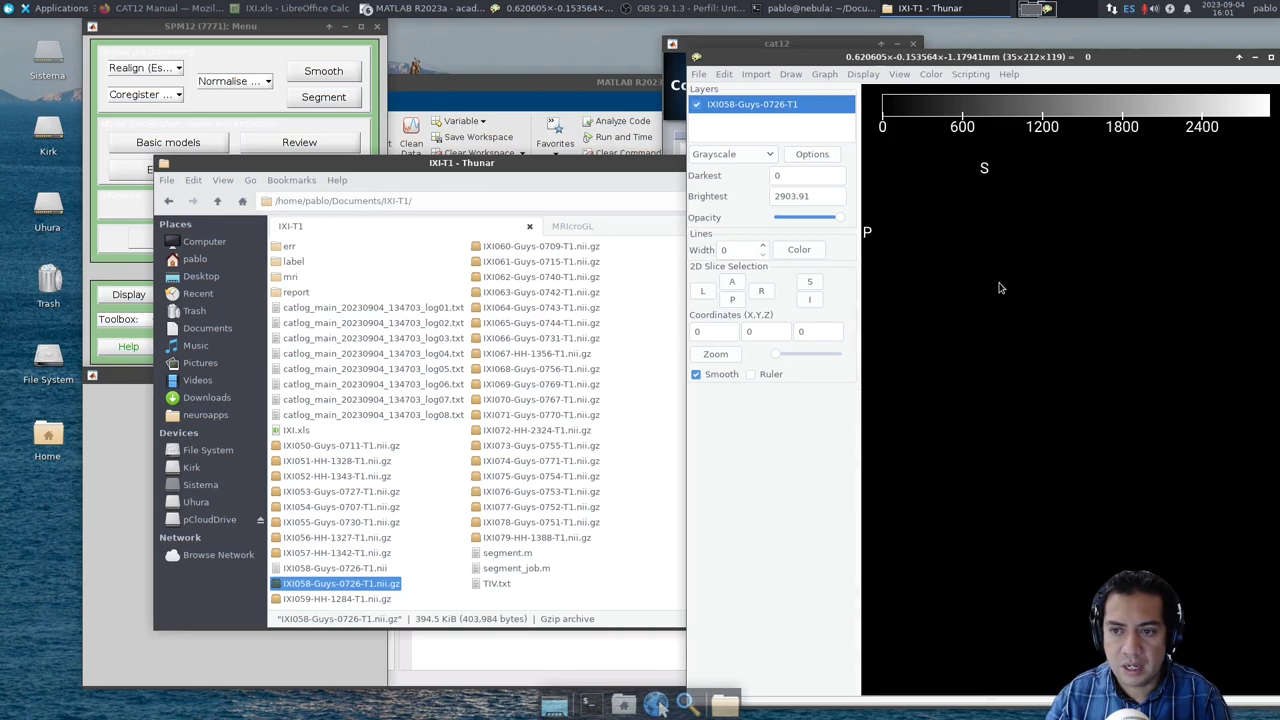 Applications
CAT12 Manual - Mozilla...
IXI.xls - LibreOffice Calc
MATLAB R2023a - acad...
0.620605×-0.153564×-...
OBS 29.1.3 - Perfil: Unt...
pablo@nebula: ~/Docu...
IXI-T1 - Thunar
ES
2023-09-04
16:01
pablo
SPM12 (7771): Menu
Realign (Es...
Normalise ...
Smooth
Coregister ...
Segment
Basic models
Review
Display
Toolbox:
Help
MATLAB R2023
Variable
Save Workspace
Clean
Data
Favorites
Analyze Code
Run and Time
Clear Commands
cat12
Co
Sistema
Kirk
Uhura
Trash
File System
Home
IXI-T1 - Thunar
File Edit View Go Bookmarks Help
/home/pablo/Documents/IXI-T1/
Places
Computer
pablo
Desktop
Recent
Trash
Documents
Music
Pictures
Videos
Downloads
neuroapps
Devices
File System
Kirk
Sistema
Uhura
pCloudDrive
Network
Browse Network
IXI-T1
MRIcroGL
err
label
mri
report
catlog_main_20230904_134703_log01.txt
catlog_main_20230904_134703_log02.txt
catlog_main_20230904_134703_log03.txt
catlog_main_20230904_134703_log04.txt
catlog_main_20230904_134703_log05.txt
catlog_main_20230904_134703_log06.txt
catlog_main_20230904_134703_log07.txt
catlog_main_20230904_134703_log08.txt
IXI.xls
IXI050-Guys-0711-T1.nii.gz
IXI051-HH-1328-T1.nii.gz
IXI052-HH-1343-T1.nii.gz
IXI053-Guys-0727-T1.nii.gz
IXI054-Guys-0707-T1.nii.gz
IXI055-Guys-0730-T1.nii.gz
IXI056-HH-1327-T1.nii.gz
IXI057-HH-1342-T1.nii.gz
IXI058-Guys-0726-T1.nii
IXI058-Guys-0726-T1.nii.gz
IXI059-HH-1284-T1.nii.gz
IXI060-Guys-0709-T1.nii.gz
IXI061-Guys-0715-T1.nii.gz
IXI062-Guys-0740-T1.nii.gz
IXI063-Guys-0742-T1.nii.gz
IXI064-Guys-0743-T1.nii.gz
IXI065-Guys-0744-T1.nii.gz
IXI066-Guys-0731-T1.nii.gz
IXI067-HH-1356-T1.nii.gz
IXI068-Guys-0756-T1.nii.gz
IXI069-Guys-0769-T1.nii.gz
IXI070-Guys-0767-T1.nii.gz
IXI071-Guys-0770-T1.nii.gz
IXI072-HH-2324-T1.nii.gz
IXI073-Guys-0755-T1.nii.gz
IXI074-Guys-0771-T1.nii.gz
IXI075-Guys-0754-T1.nii.gz
IXI076-Guys-0753-T1.nii.gz
IXI077-Guys-0752-T1.nii.gz
IXI078-Guys-0751-T1.nii.gz
IXI079-HH-1388-T1.nii.gz
segment.m
segment_job.m
TIV.txt
"IXI058-Guys-0726-T1.nii.gz" | 394.5 KiB (403,984 bytes) | Gzip archive
0.620605×-0.153564×-1.17941mm (35×212×119) = 0
File Edit Import Draw Graph Display View Color Scripting Help
Layers
IXI058-Guys-0726-T1
Grayscale
Options
Darkest
0
Brightest
2903.91
Opacity
Lines
Width
0
Color
2D Slice Selection
A
S
L
R
P
I
Coordinates (X,Y,Z)
0
0
0
Zoom
Smooth
Ruler
0 600 1200 1800 2400
S
P